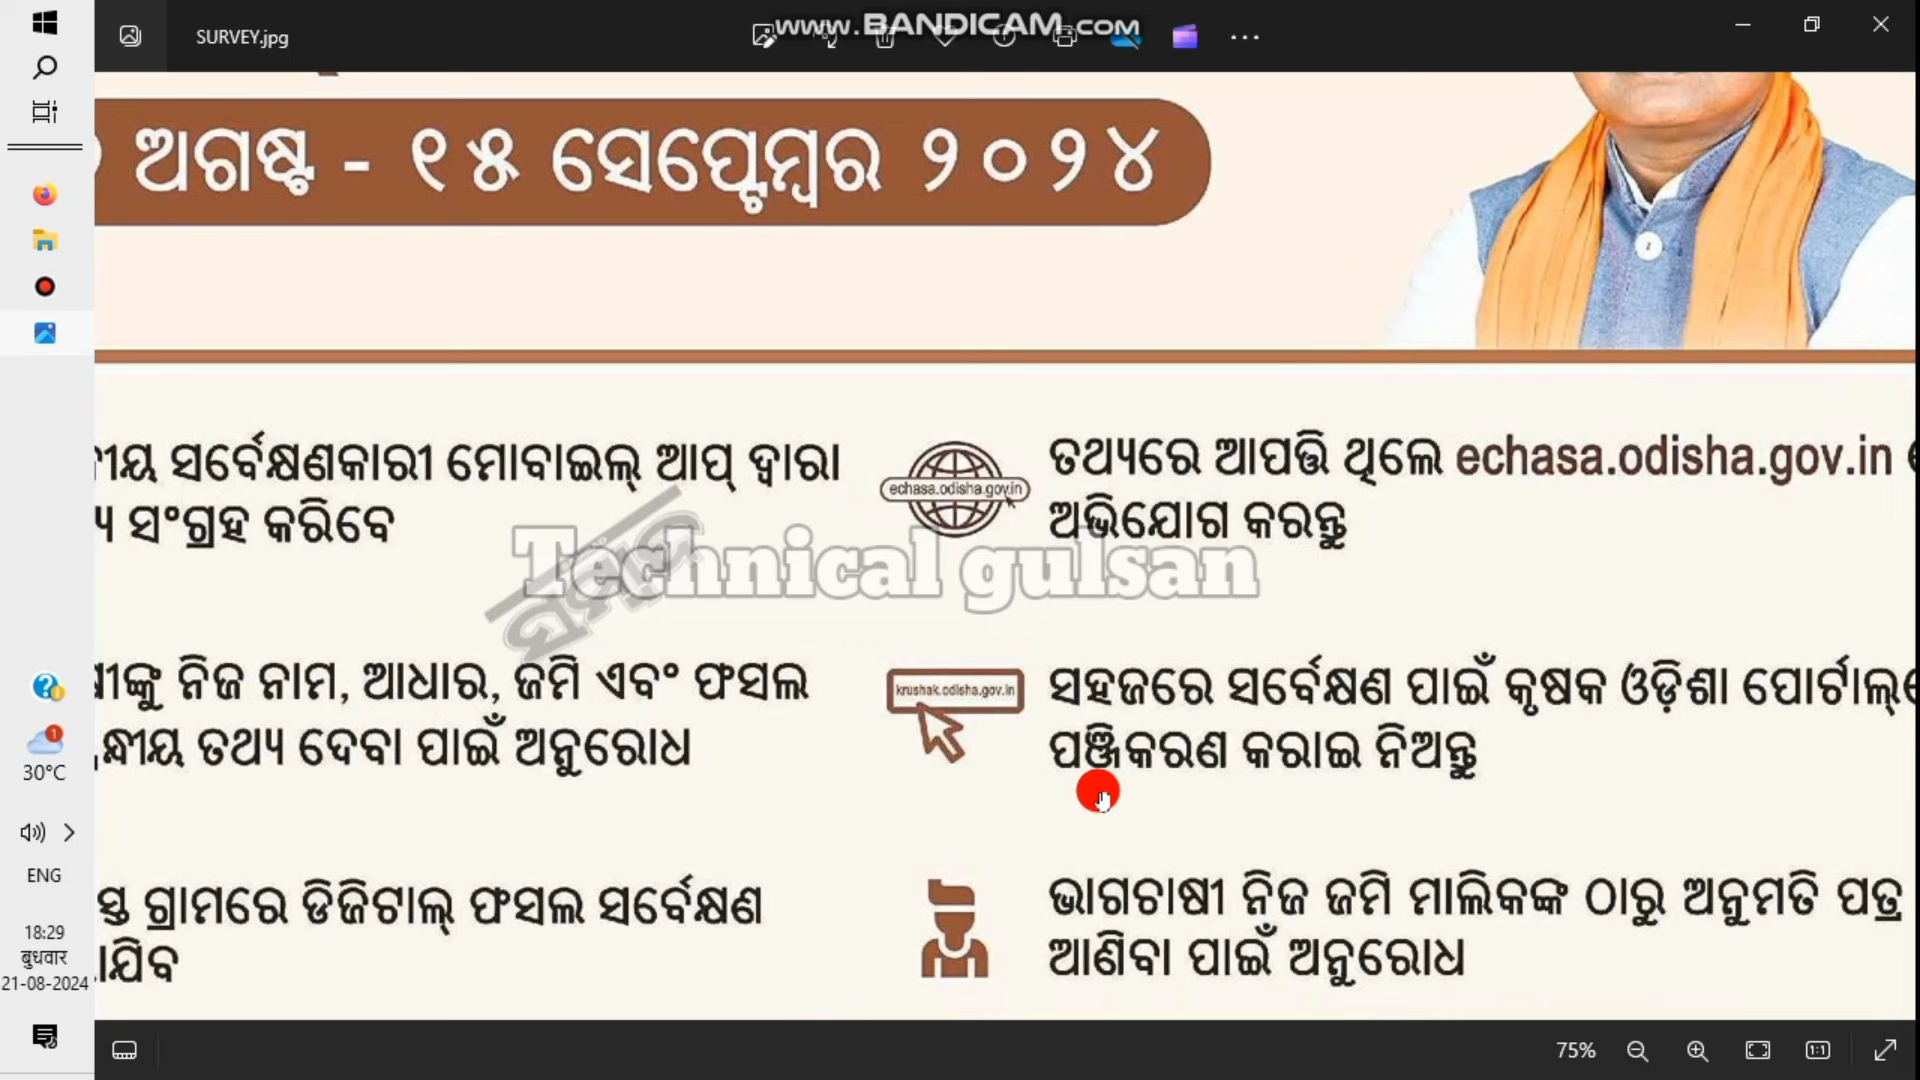 www.BANDICAM.com
SURVEY.jpg
ଅଗଷ୍ଟ - ୧୫ ସେପ୍ଟେମ୍ବର ୨୦୨୪
ସର୍ବେକ୍ଷଣକାରୀ ମୋବାଇଲ୍ ଆପ୍ ଦ୍ୱାରା
ସଂଗ୍ରହ କରିବେ
echasa.odisha.gov.in
ତଥ୍ୟରେ ଆପତ୍ତି ଥିଲେ echasa.odisha.gov.in
ଅଭିଯୋଗ କରନ୍ତୁ
Technical gulsan
ନିଜ ନାମ, ଆଧାର, ଜମି ଏବଂ ଫସଲ
ତଥ୍ୟ ଦେବା ପାଇଁ ଅନୁରୋଧ
krushak.odisha.gov.in
ସହଜରେ ସର୍ବେକ୍ଷଣ ପାଇଁ କୃଷକ ଓଡ଼ିଶା ପୋର୍ଟାଲ୍
ପଞ୍ଜିକରଣ କରାଇ ନିଅନ୍ତୁ
ଗ୍ରାମରେ ଡିଜିଟାଲ୍ ଫସଲ ସର୍ବେକ୍ଷଣ
ଭାଗଚାଷୀ ନିଜ ଜମି ମାଲିକଙ୍କ ଠାରୁ ଅନୁମତି ପତ୍ର
ଆଣିବା ପାଇଁ ଅନୁରୋଧ
1
30°C
ENG
18:29
बुधवार
21-08-2024
75%
1:1